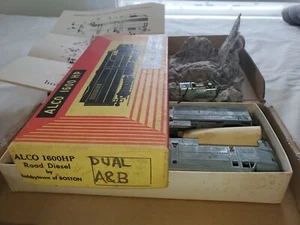 ALCO 1600 HP
ALCO 1600HP
Road Diesel
by
hobbytown of BOSTON
DUAL
A&B